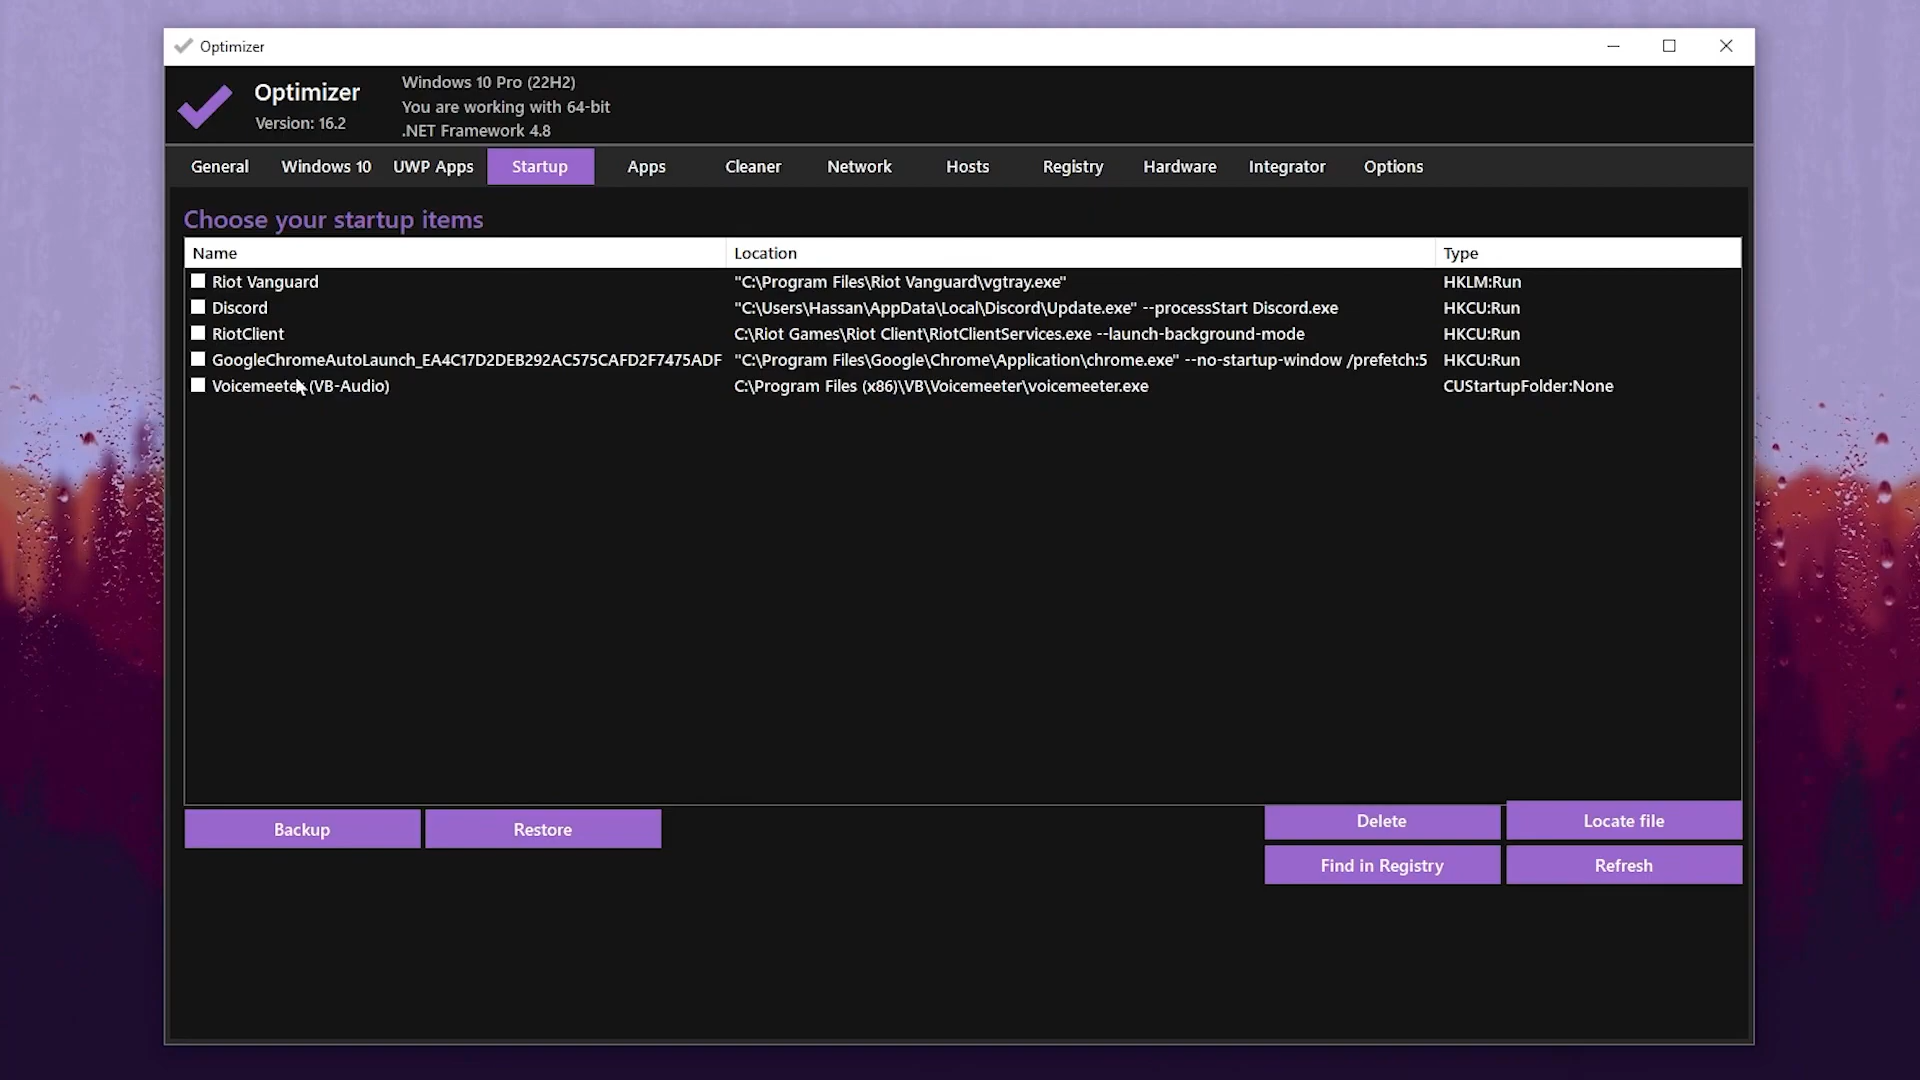 Optimizer
Optimizer
Version: 16.2
Windows 10 Pro (22H2)
You are working with 64-bit
.NET Framework 4.8
General Windows 10 UWP Apps Startup Apps Cleaner Network Hosts Registry Hardware Integrator Options
Choose your startup items
Name Location Type
Riot Vanguard "C:\Program Files\Riot Vanguard\vgtray.exe" HKLM:Run
Discord "C:\Users\Hassan\AppData\Local\Discord\Update.exe" --processStart Discord.exe HKCU:Run
RiotClient C:\Riot Games\Riot Client\RiotClientServices.exe --launch-background-mode HKCU:Run
GoogleChromeAutoLaunch_EA4C17D2DEB292AC575CAFD2F7475ADF "C:\Program Files\Google\Chrome\Application\chrome.exe" --no-startup-window /prefetch:5 HKCU:Run
Voicemeeter (VB-Audio) C:\Program Files (x86)\VB\Voicemeeter\voicemeeter.exe CUStartupFolder:None
Backup Restore Delete Locate file
Find in Registry Refresh